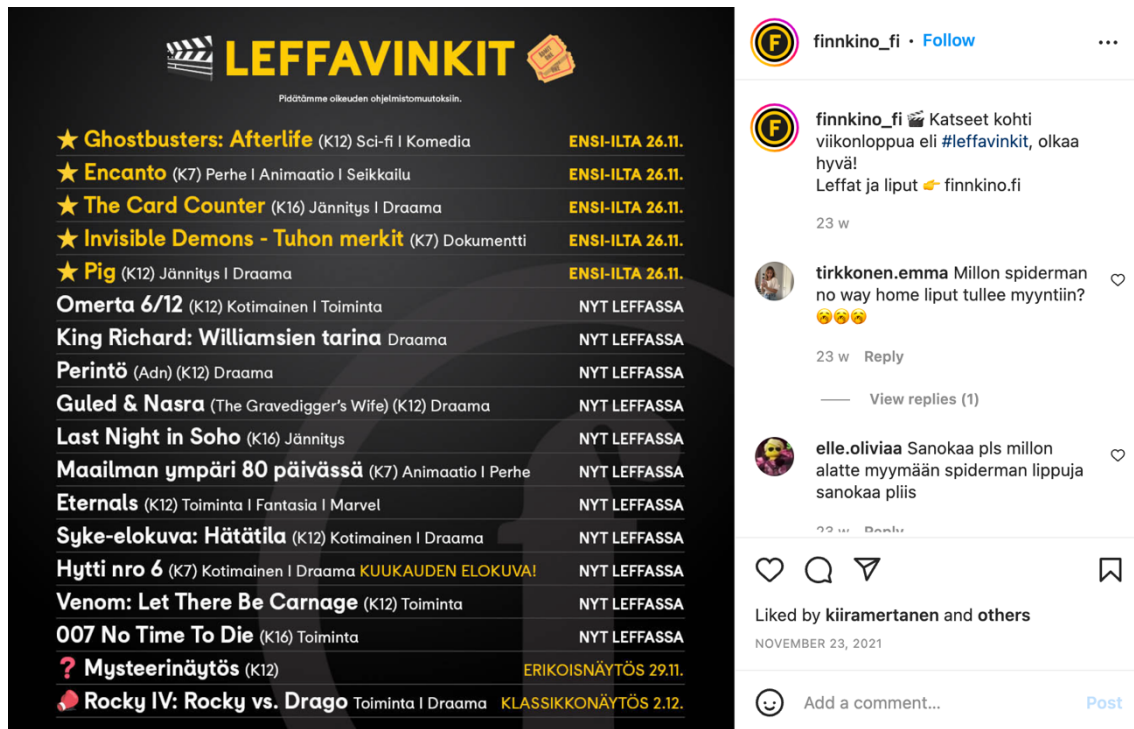 LEFFAVINKIT
Pidätämme oikeuden ohjelmistomuutoksiin.
Ghostbusters: Afterlife (K12) Sci-fi I Komedia ENSI-ILTA 26.11.
Encanto (K7) Perhe I Animaatio I Seikkailu ENSI-ILTA 26.11.
The Card Counter (K16) Jännitys I Draama ENSI-ILTA 26.11.
Invisible Demons - Tuhon merkit (K7) Dokumentti ENSI-ILTA 26.11.
Pig (K12) Jännitys I Draama ENSI-ILTA 26.11.
Omerta 6/12 (K12) Kotimainen I Toiminta NYT LEFFASSA
King Richard: Williamsien tarina Draama NYT LEFFASSA
Perintö (Adn) (K12) Draama NYT LEFFASSA
Guled & Nasra (The Gravedigger's Wife) (K12) Draama NYT LEFFASSA
Last Night in Soho (K16) Jännitys NYT LEFFASSA
Maailman ympäri 80 päivässä (K7) Animaatio I Perhe NYT LEFFASSA
Eternals (K12) Toiminta I Fantasia I Marvel NYT LEFFASSA
Syke-elokuva: Hätätila (K12) Kotimainen I Draama NYT LEFFASSA
Hytti nro 6 (K7) Kotimainen I Draama KUUKAUDEN ELOKUVA! NYT LEFFASSA
Venom: Let There Be Carnage (K12) Toiminta NYT LEFFASSA
007 No Time To Die (K16) Toiminta NYT LEFFASSA
Mysteerinäytös (K12) ERIKOISNÄYTÖS 29.11.
Rocky IV: Rocky vs. Drago Toiminta I Draama KLASSIKKONÄYTÖS 2.12.
F
finnkino_fi • Follow
F
finnkino_fi 🎬 Katseet kohti
viikonloppua eli #leffavinkit, olkaa
hyvä!
Leffat ja liput 👉 finnkino.fi
23 w
tirkkonen.emma Millon spiderman
no way home liput tullee myyntiin?
🥱🥱🥱
23 w Reply
View replies (1)
elle.oliviaa Sanokaa pls millon
alatte myymään spiderman lippuja
sanokaa pliis
23 w Reply
Liked by kiiramertanen and others
NOVEMBER 23, 2021
Add a comment... Post